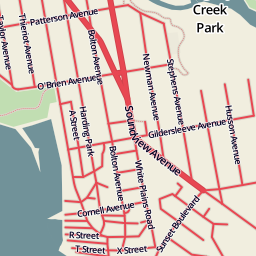 Creek
Park
The Patterson Avenue
Taylor Avenue
Theriot Avenue
Bolton Avenue
O'Brien Avenue
Newman Avenue
Stephens Avenue
Husson Avenue
A Street
Harding Park
Soundview Avenue
Gildersleeve Avenue
Bolton Avenue
White Plains Road
Cornell Avenue
Sunset Boulevard
R Street
T Street
X Street